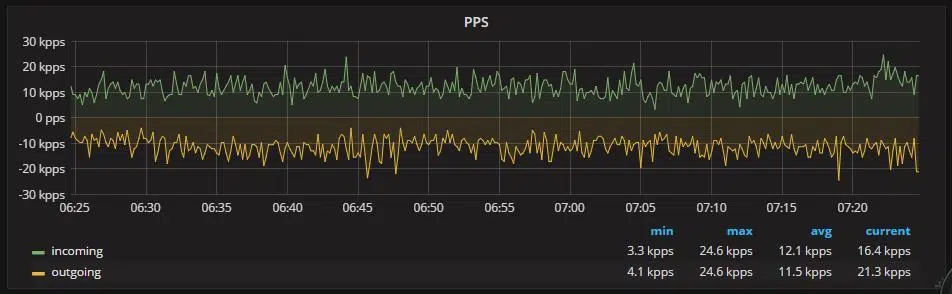 PPS
30 kpps
20 kpps
10 kpps
0 pps
-10 kpps
-20 kpps
-30 kpps
06:25 06:30 06:35 06:40 06:45 06:50 06:55 07:00 07:05 07:10 07:15 07:20
min max avg current
incoming 3.3 kpps 24.6 kpps 12.1 kpps 16.4 kpps
outgoing 4.1 kpps 24.6 kpps 11.5 kpps 21.3 kpps